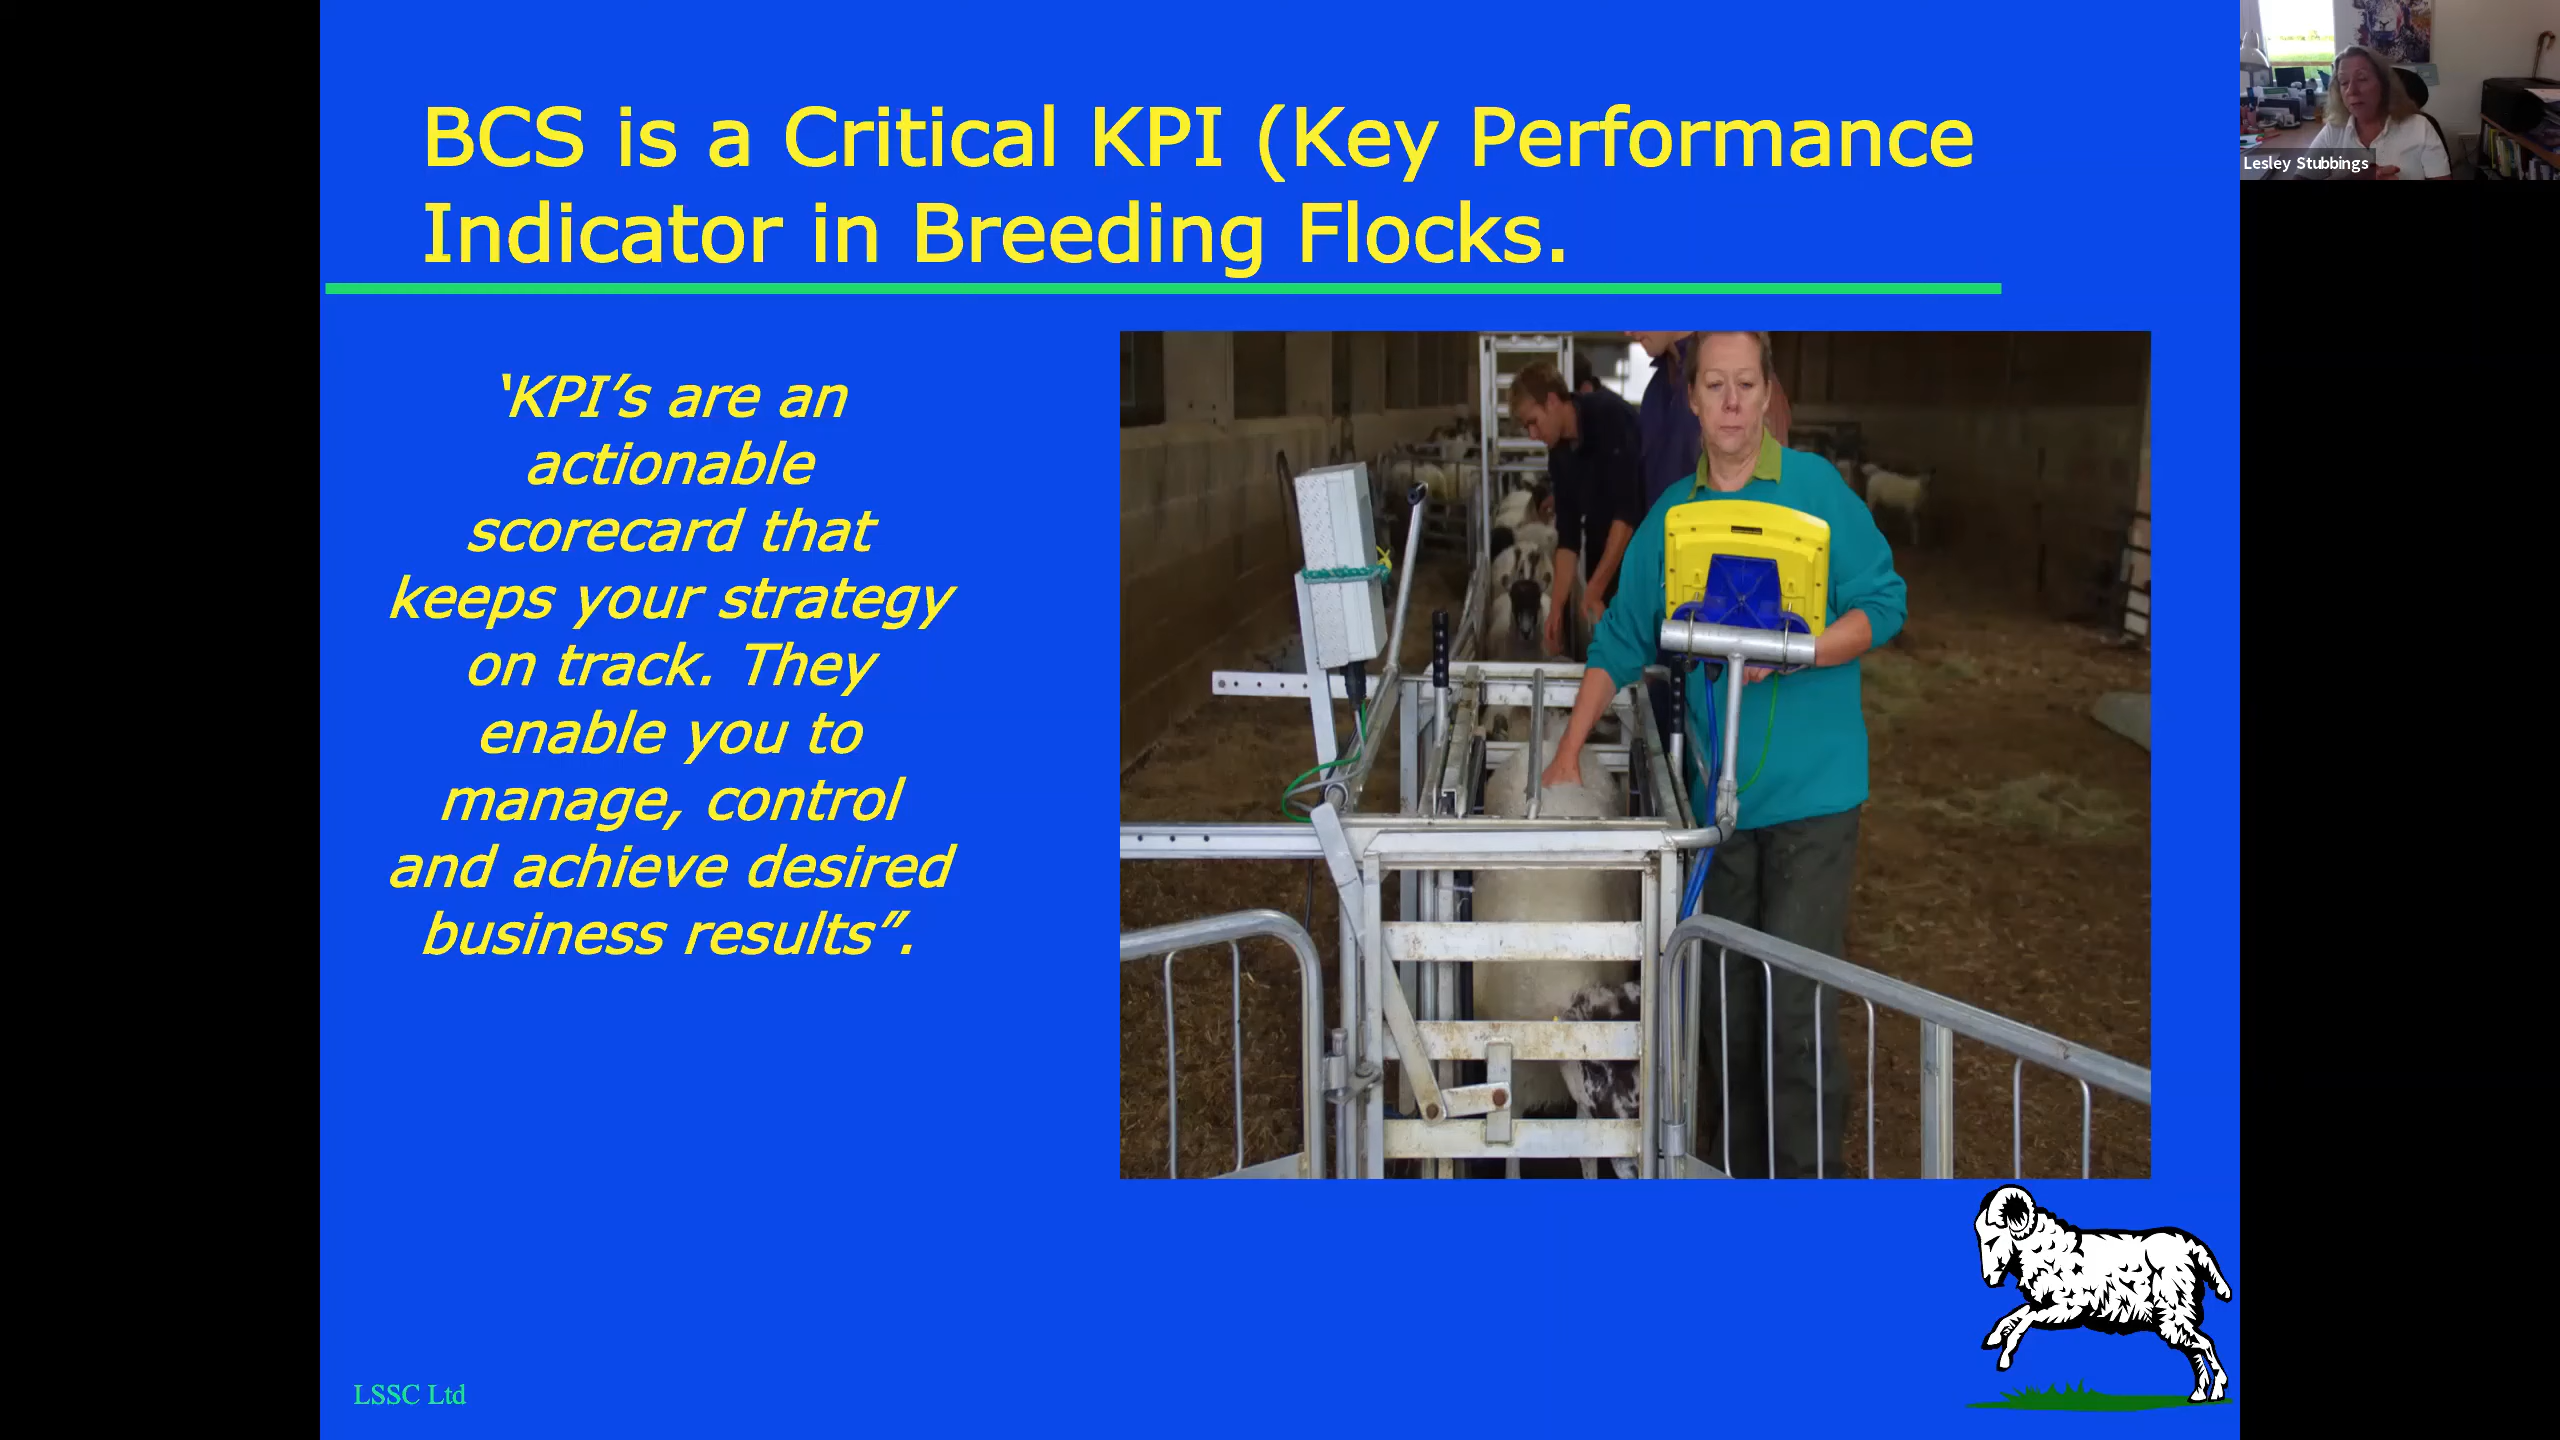 BCS is a Critical KPI (Key Performance
Indicator in Breeding Flocks.
‘KPI’s are an
actionable
scorecard that
keeps your strategy
on track. They
enable you to
manage, control
and achieve desired
business results”.
LSSC Ltd
Lesley Stubbings